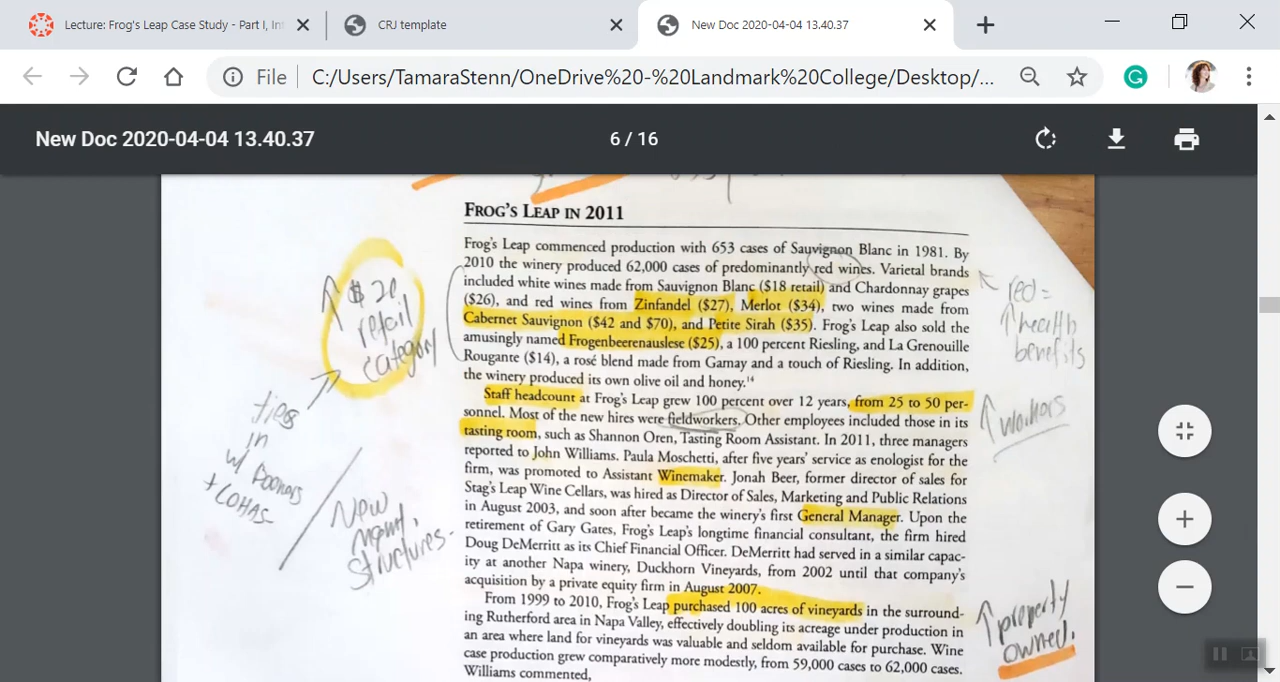 Lecture: Frog's Leap Case Study - Part I, Int
CRJ template
New Doc 2020-04-04 13.40.37
File
C:/Users/TamaraStenn/OneDrive%20-%20Landmark%20College/Desktop/...
New Doc 2020-04-04 13.40.37
6 / 16
FROG'S LEAP IN 2011
Frog's Leap commenced production with 653 cases of Sauvignon Blanc in 1981. By
2010 the winery produced 62,000 cases of predominantly red wines. Varietal brands
included white wines made from Sauvignon Blanc ($18 retail) and Chardonnay grapes
($26), and red wines from Zinfandel ($27), Merlot ($34), two wines made from
Cabernet Sauvignon ($42 and $70), and Petite Sirah ($35). Frog's Leap also sold the
amusingly named Frogenbeerenauslese ($25), a 100 percent Riesling, and La Grenouille
Rougante ($14), a rosé blend made from Gamay and a touch of Riesling. In addition,
the winery produced its own olive oil and honey.14
Staff headcount at Frog's Leap grew 100 percent over 12 years, from 25 to 50 per-
sonnel. Most of the new hires were fieldworkers. Other employees included those in its
tasting room, such as Shannon Oren, Tasting Room Assistant. In 2011, three managers
reported to John Williams. Paula Moschetti, after five years' service as enologist for the
firm, was promoted to Assistant Winemaker. Jonah Beer, former director of sales for
Stag's Leap Wine Cellars, was hired as Director of Sales, Marketing and Public Relations
in August 2003, and soon after became the winery's first General Manager. Upon the
retirement of Gary Gates, Frog's Leap's longtime financial consultant, the firm hired
Doug DeMerritt as its Chief Financial Officer. DeMerritt had served in a similar capac-
ity at another Napa winery, Duckhorn Vineyards, from 2002 until that company's
acquisition by a private equity firm in August 2007.
From 1999 to 2010, Frog's Leap purchased 100 acres of vineyards in the surround-
ing Rutherford area in Napa Valley, effectively doubling its acreage under production in
an area where land for vineyards was valuable and seldom available for purchase. Wine
case production grew comparatively more modestly, from 59,000 cases to 62,000 cases.
Williams commented,
↑ $20
retail
category
ties
in
w/ Boomers
+ LOHAS
New
mgmt.
structures.
red =
↑ health
benefits
↑ workers
↑ property
owned.